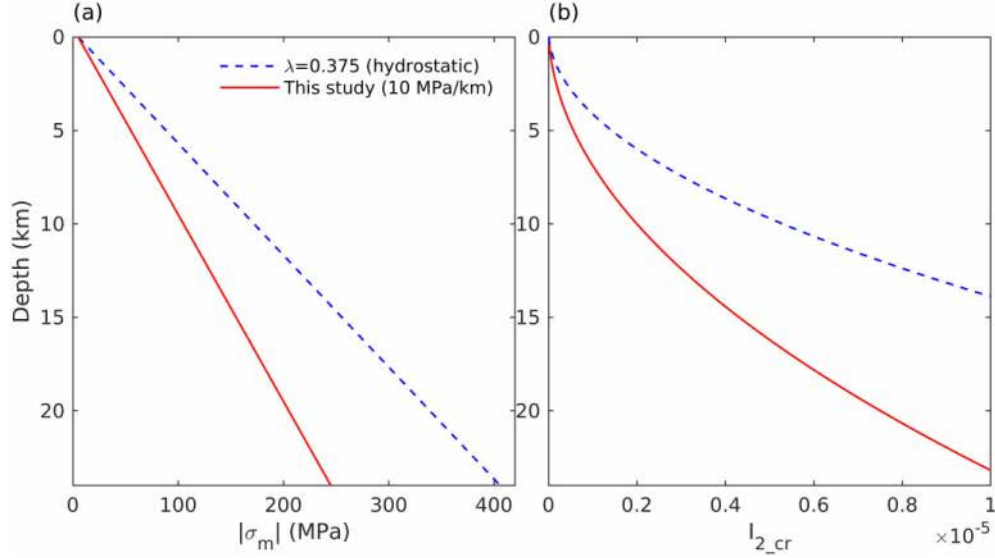 (a)
(b)
0
5
10
15
20
Depth (km)
λ=0.375 (hydrostatic)
This study (10 MPa/km)
0 100 200 300 400
|σm| (MPa)
0
5
10
15
20
0 0.2 0.4 0.6 0.8 1
×10-5
I2_cr